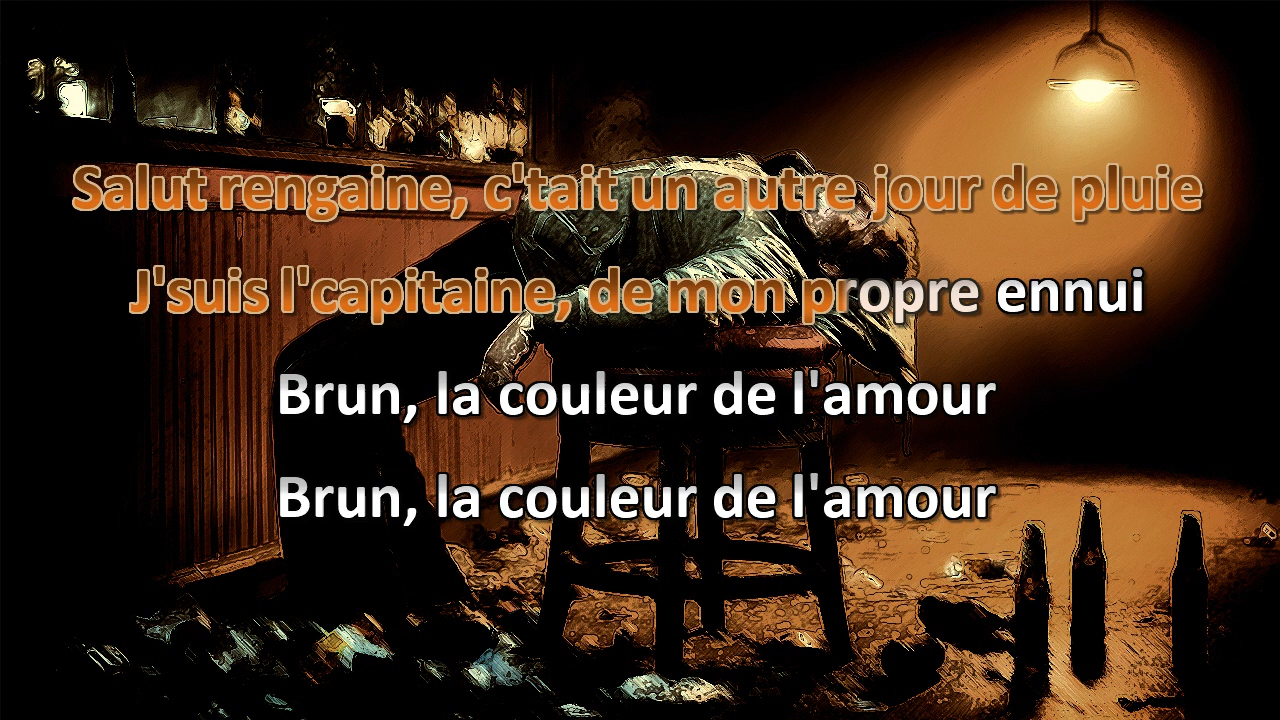 Salut rengaine, c'tait un autre jour de pluie
J'suis l'capitaine, de mon propre ennui
Brun, la couleur de l'amour
Brun, la couleur de l'amour